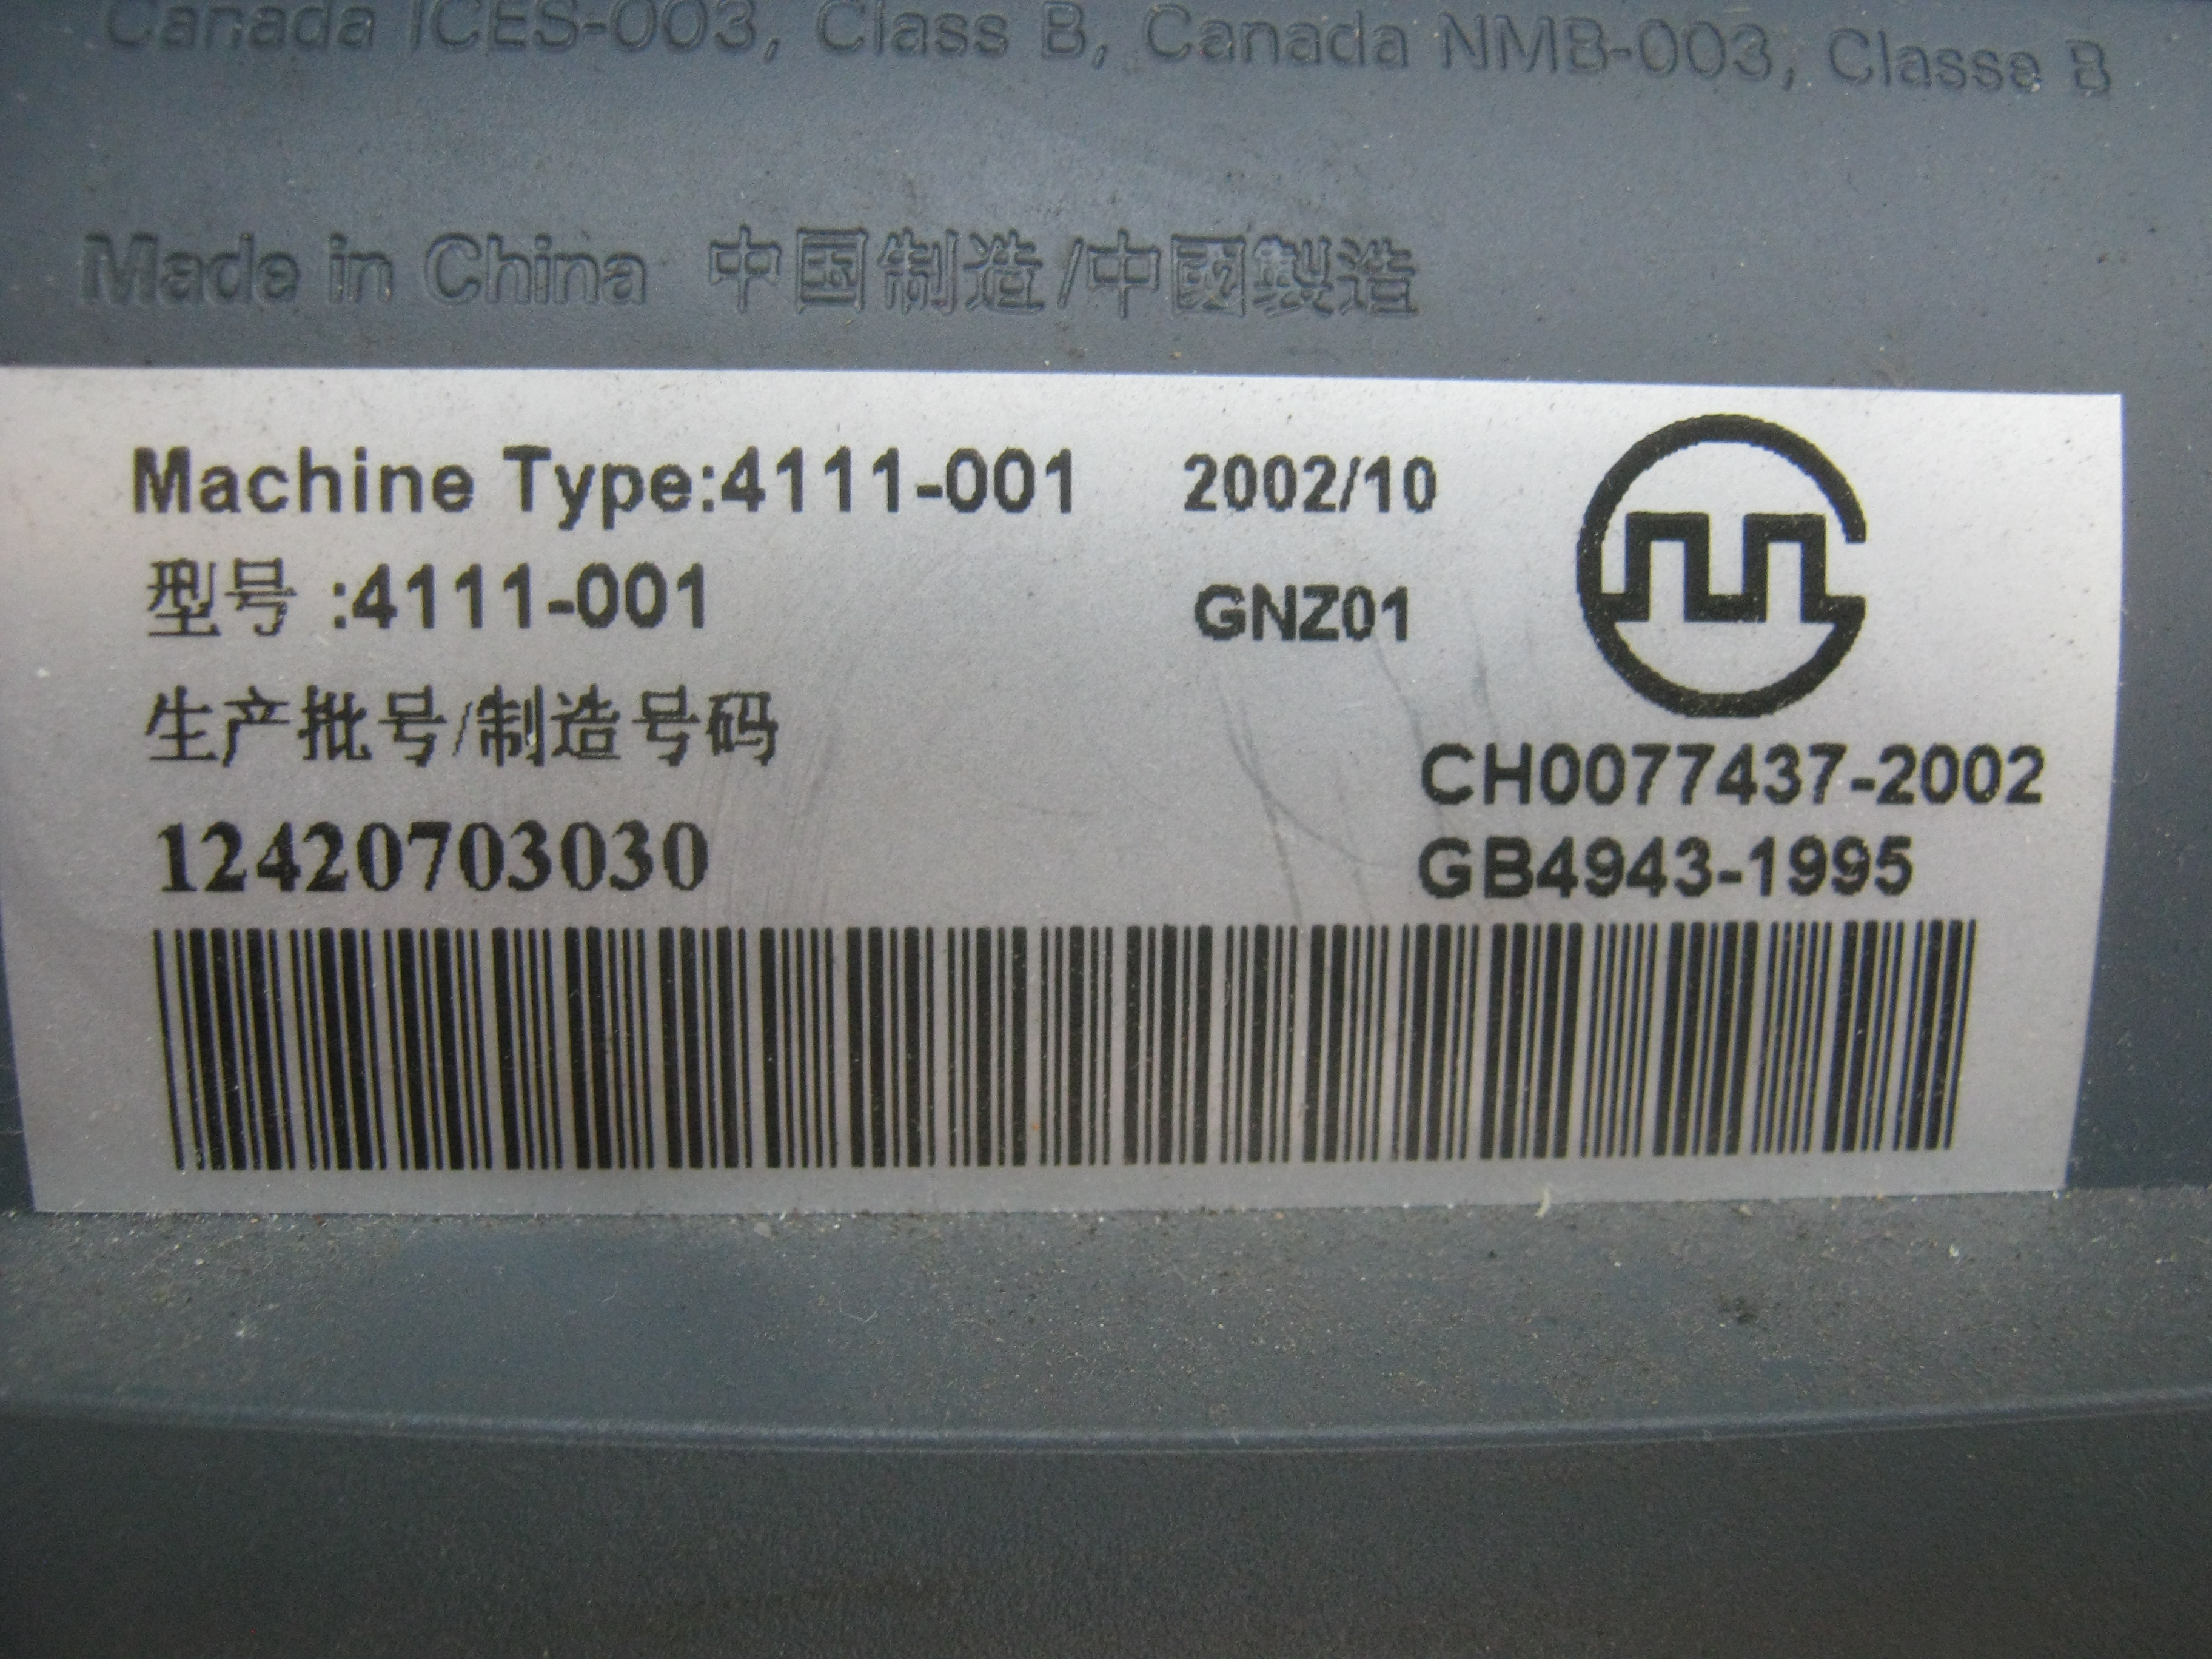 Canada ICES-003, Class B, Canada NMB-003, Classe B
Made in China 中国制造/中國製造
Machine Type:4111-001 2002/10
型号 :4111-001 GNZ01
生产批号/制造号码
CH0077437-2002
12420703030
GB4943-1995